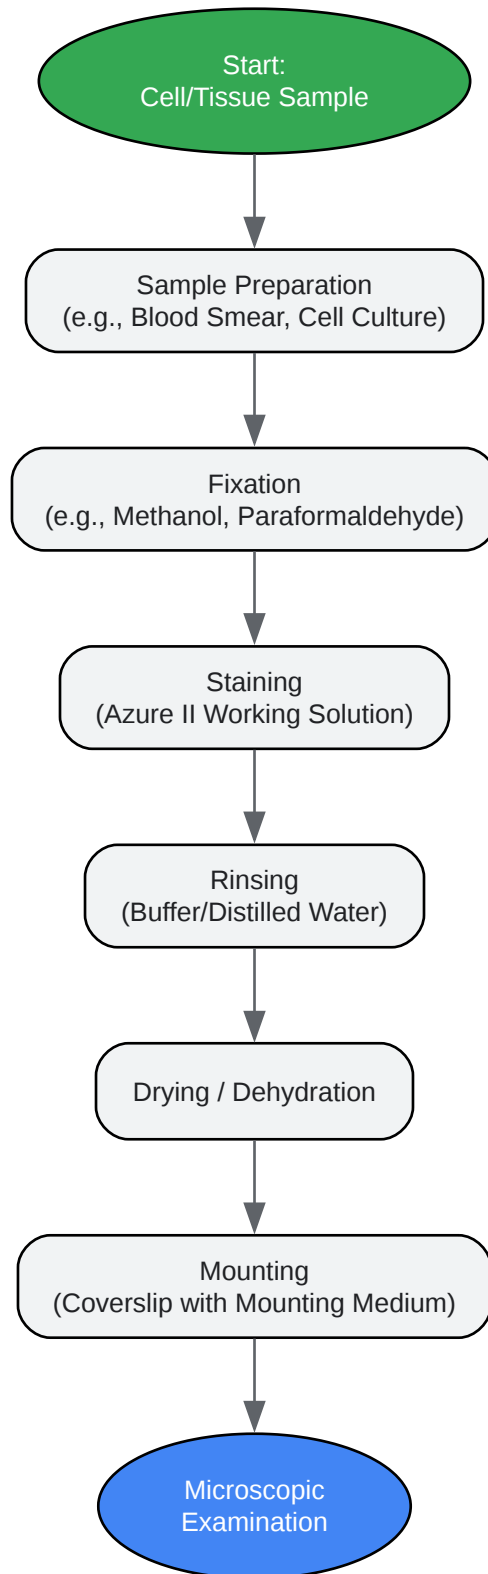 Start:
Cell/Tissue Sample
Sample Preparation
(e.g., Blood Smear, Cell Culture)
Fixation
(e.g., Methanol, Paraformaldehyde)
Staining
(Azure II Working Solution)
Rinsing
(Buffer/Distilled Water)
Drying / Dehydration
Mounting
(Coverslip with Mounting Medium)
Microscopic
Examination